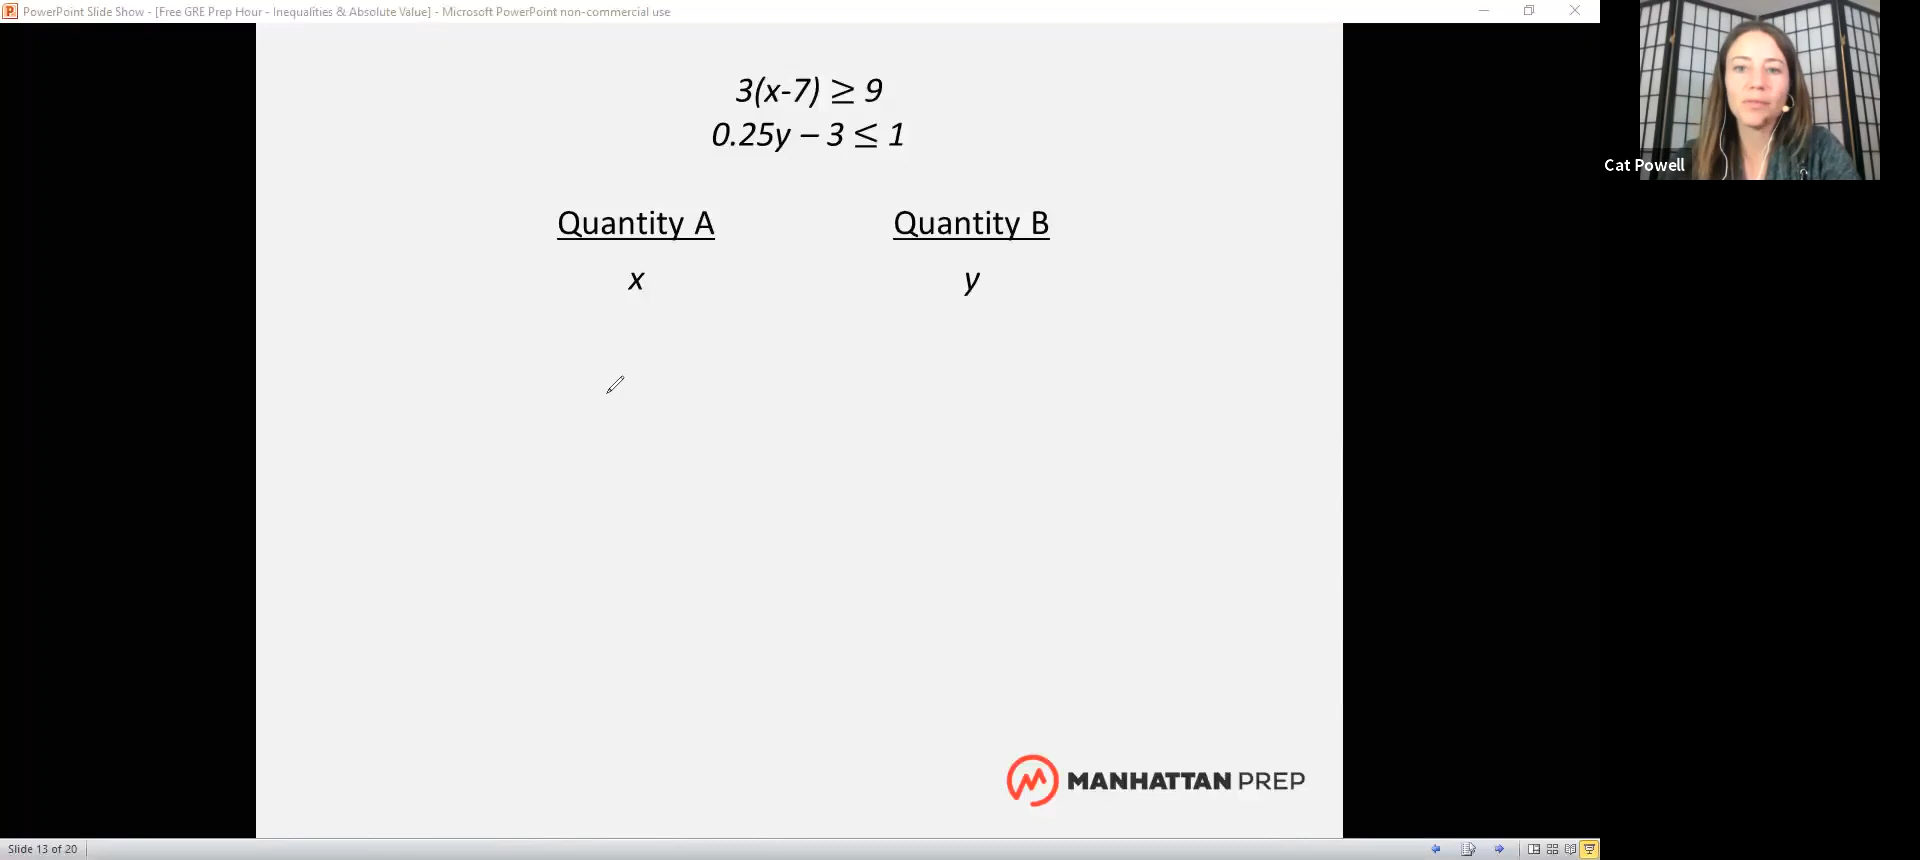 PowerPoint Slide Show - [Free GRE Prep Hour - Inequalities & Absolute Value] - Microsoft PowerPoint non-commercial use
3(x-7) ≥ 9
0.25y – 3 ≤ 1
Cat Powell
Quantity A Quantity B
x y
MANHATTAN PREP
Slide 13 of 20